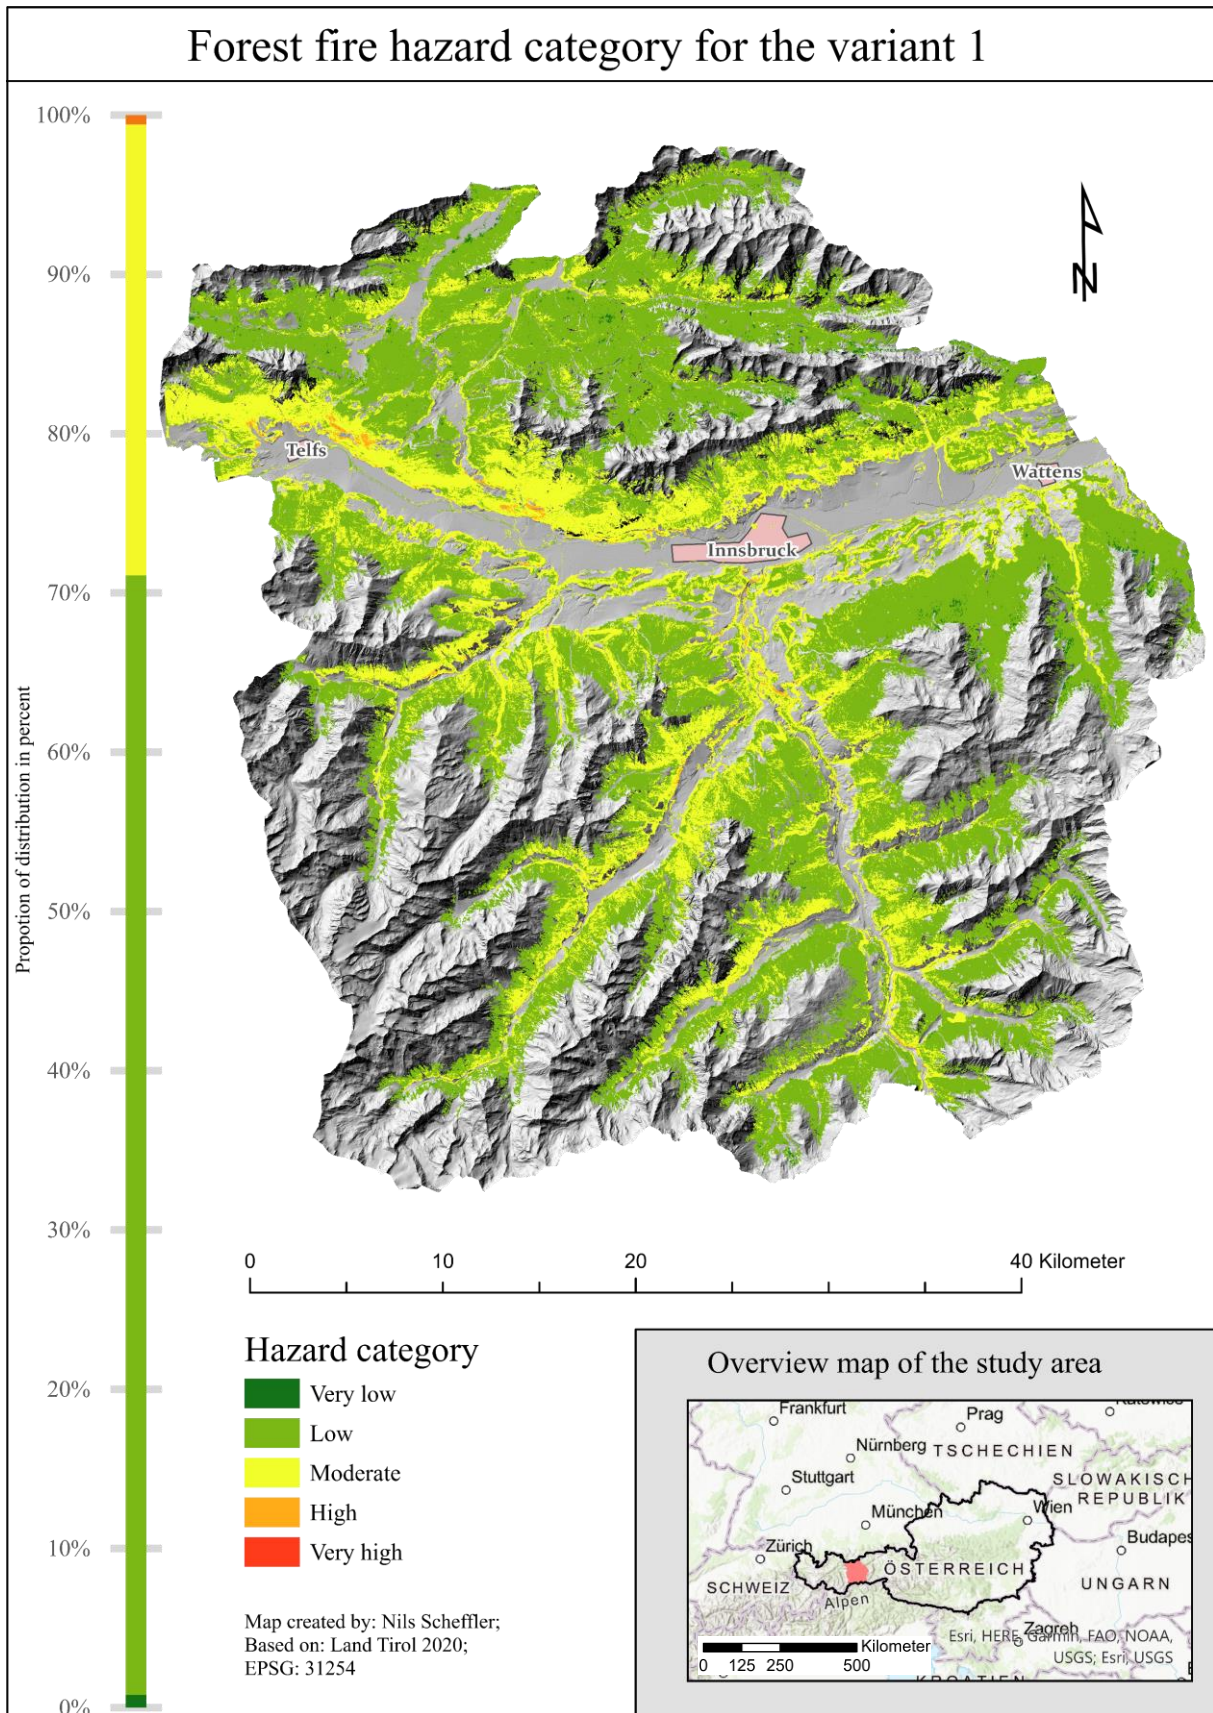 Forest fire hazard category for the variant 1
100%
90%
80%
70%
60%
50%
40%
30%
20%
10%
0%
Propotion of distribution in percent
N
Telfs
Wattens
Innsbruck
0 10 20 40 Kilometer
Hazard category
Very low
Low
Moderate
High
Very high
Map created by: Nils Scheffler;
Based on: Land Tirol 2020;
EPSG: 31254
Overview map of the study area
Frankfurt
Prag
Nürnberg
TSCHECHIEN
Stuttgart
SLOWAKISCH
REPUBLIK
München
Wien
Zürich
Budapes
ÖSTERREICH
SCHWEIZ
UNGARN
Alpen
Zagreb
Esri, HERE, Garmin, FAO, NOAA,
USGS; Esri, USGS
Kilometer
0 125 250 500